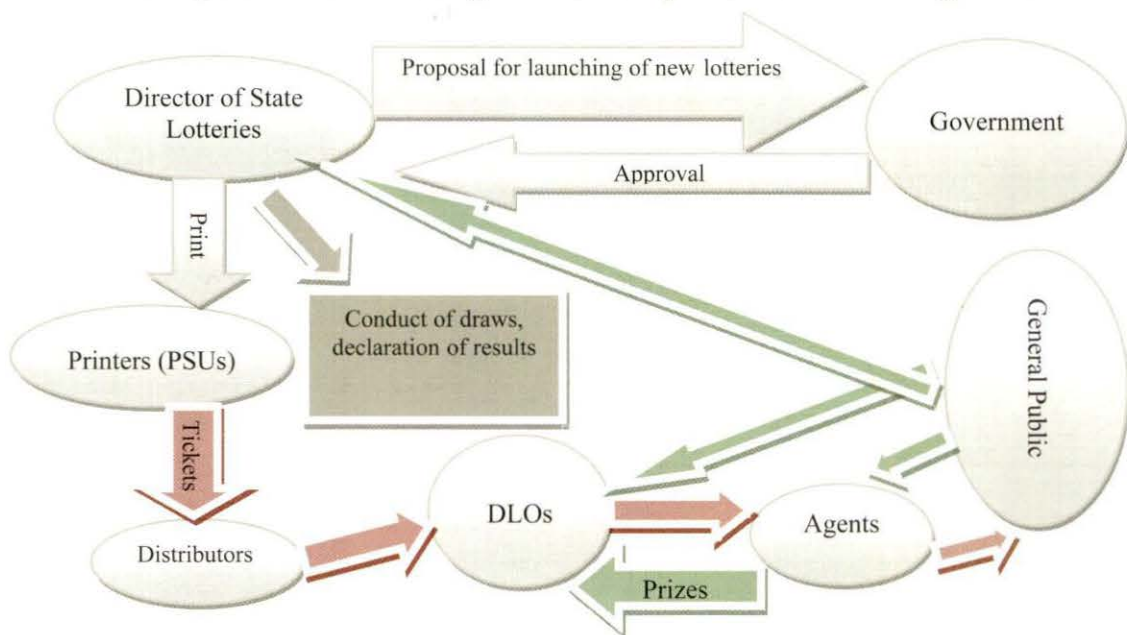 Proposal for launching of new lotteries
Director of State
Lotteries
Government
Approval
Print
Conduct of draws,
declaration of results
Printers (PSUs)
General Public
Tickets
DLOs
Agents
Distributors
Prizes